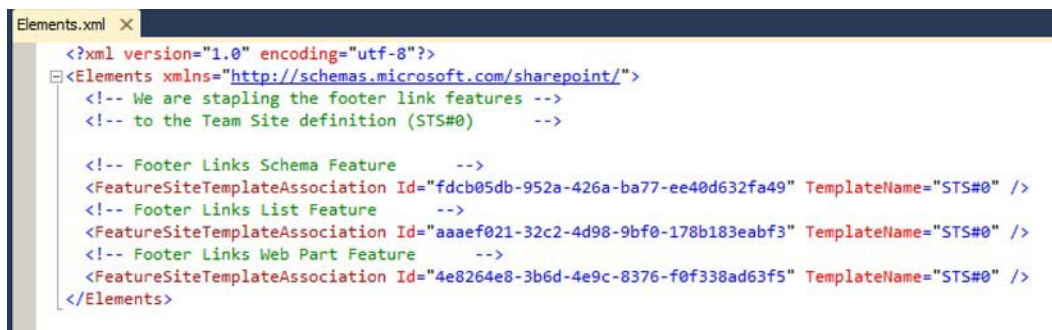 Elements.xml
<?xml version="1.0" encoding="utf-8"?>
<Elements xmlns="http://schemas.microsoft.com/sharepoint/">
<!-- We are stapling the footer link features -->
<!-- to the Team Site definition (STS#0) -->
<!-- Footer Links Schema Feature -->
<FeatureSiteTemplateAssociation Id="fdcb05db-952a-426a-ba77-ee40d632fa49" TemplateName="STS#0" />
<!-- Footer Links List Feature -->
<FeatureSiteTemplateAssociation Id="aaaef021-32c2-4d98-9bf0-178b183eabf3" TemplateName="STS#0" />
<!-- Footer Links Web Part Feature -->
<FeatureSiteTemplateAssociation Id="4e8264e8-3b6d-4e9c-8376-f0f338ad63f5" TemplateName="STS#0" />
</Elements>